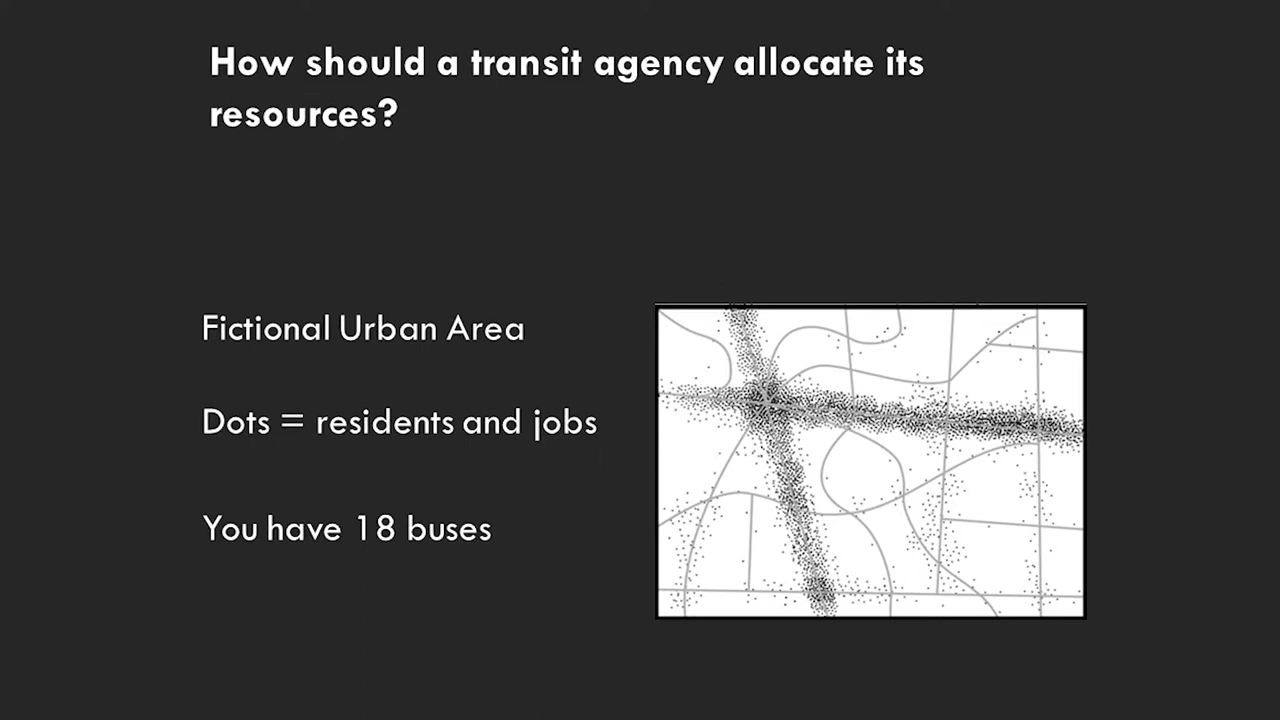 How should a transit agency allocate its
resources?
Fictional Urban Area
Dots = residents and jobs
You have 18 buses